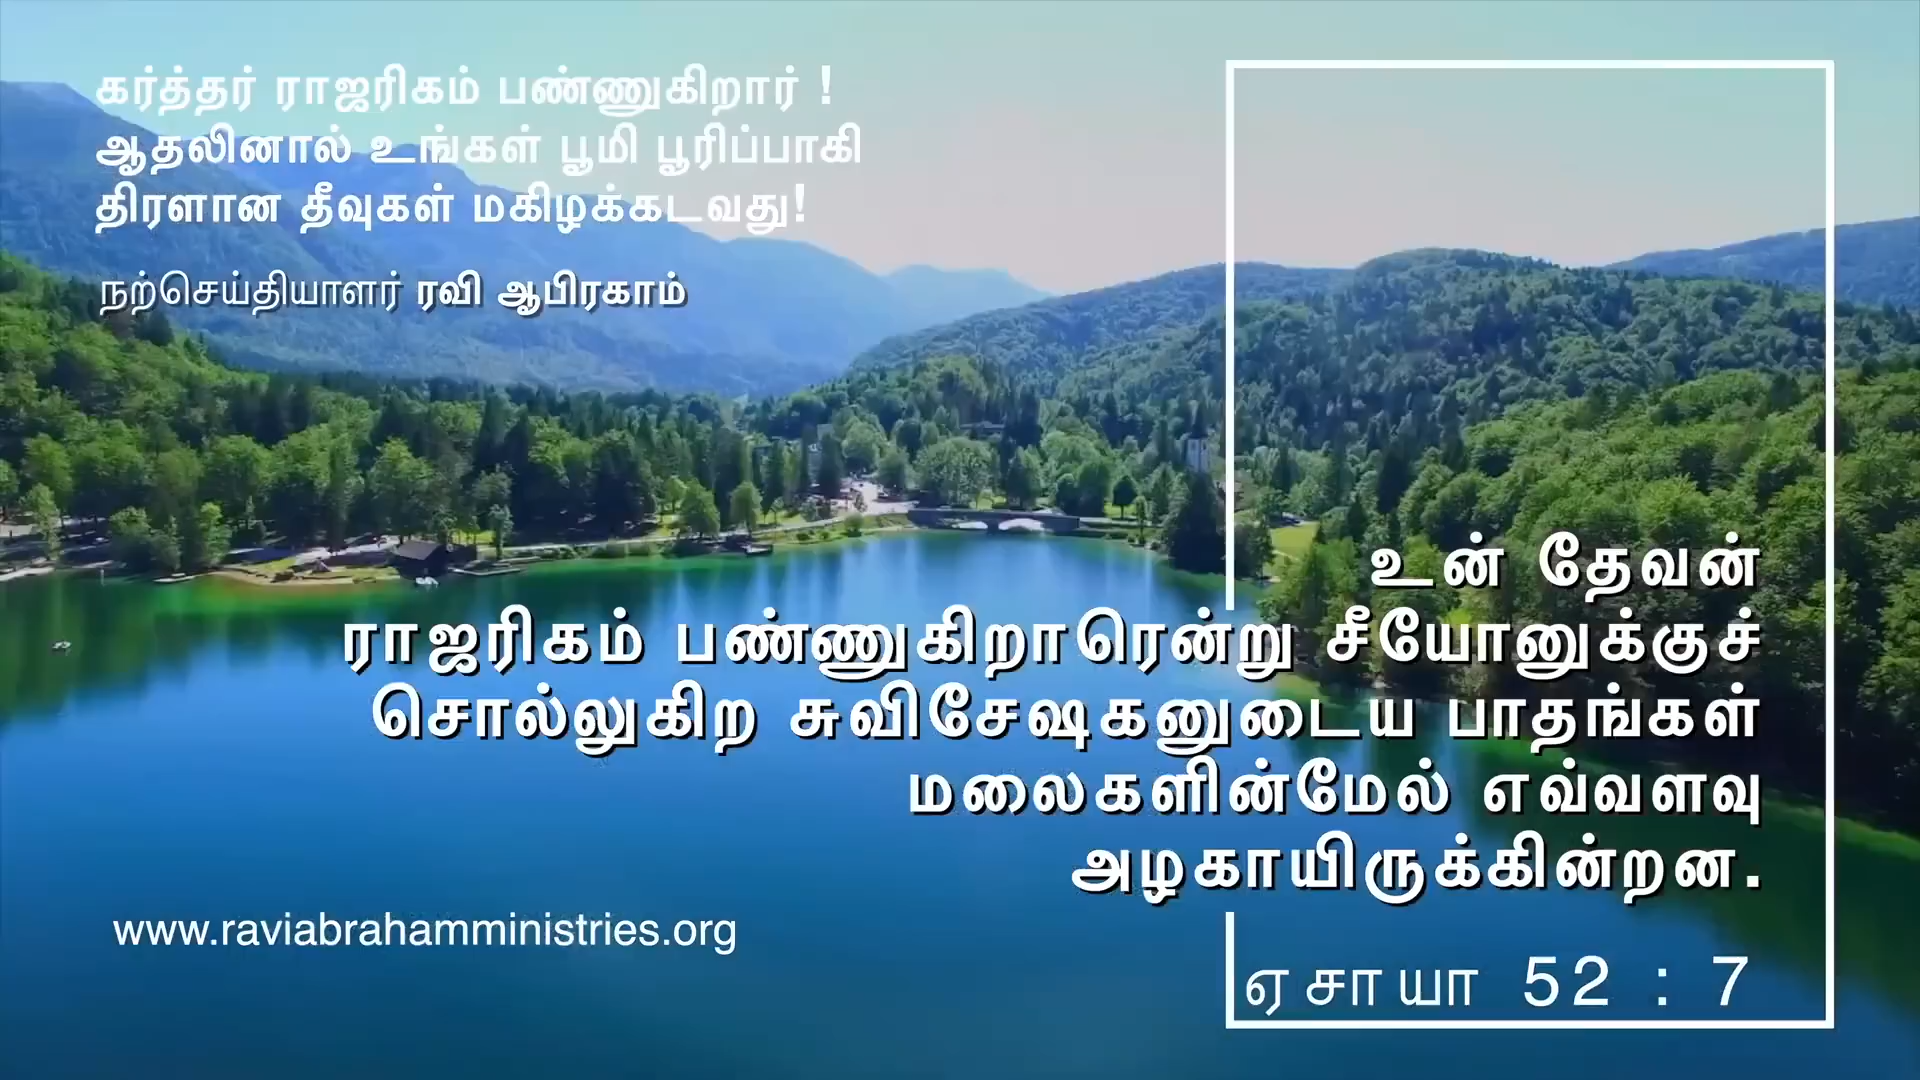 கர்த்தர் ராஜரிகம் பண்ணுகிறார் !
ஆதலினால் உங்கள் பூமி பூரிப்பாகி
திரளான தீவுகள் மகிழக்கடவது!
நற்செய்தியாளர் ரவி ஆபிரகாம்
உன் தேவன்
ராஜரிகம் பண்ணுகிறாரென்று சீயோனுக்குச்
சொல்லுகிற சுவிசேஷகனுடைய பாதங்கள்
மலைகளின்மேல் எவ்வளவு
அழகாயிருக்கின்றன.
ஏசாயா 52 : 7
www.raviabrahamministries.org